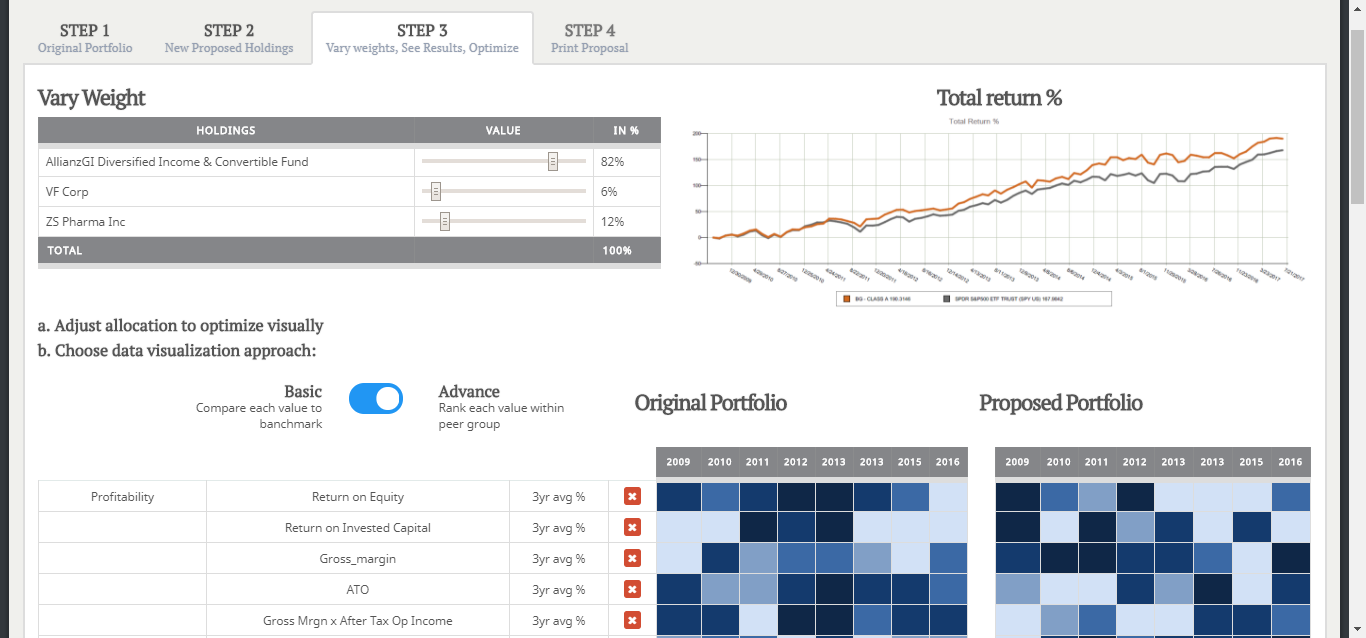 STEP 1
Original Portfolio
STEP 2
New Proposed Holdings
STEP 3
Vary weights, See Results, Optimize
STEP 4
Print Proposal
Vary Weight
HOLDINGS VALUE IN %
AllianzGI Diversified Income & Convertible Fund 82%
VF Corp 6%
ZS Pharma Inc 12%
TOTAL 100%
Total return %
Total Return %
200
150
100
50
0
-50
BG - CLASS A 190.3146 SPDR S&P500 ETF TRUST (SPY US) 167.9642
a. Adjust allocation to optimize visually
b. Choose data visualization approach:
Basic
Compare each value to
banchmark
Advance
Rank each value within
peer group
Original Portfolio
Proposed Portfolio
2009 2010 2011 2012 2013 2013 2015 2016
2009 2010 2011 2012 2013 2013 2015 2016
Profitability Return on Equity 3yr avg %
Return on Invested Capital 3yr avg %
Gross_margin 3yr avg %
ATO 3yr avg %
Gross Mrgn x After Tax Op Income 3yr avg %